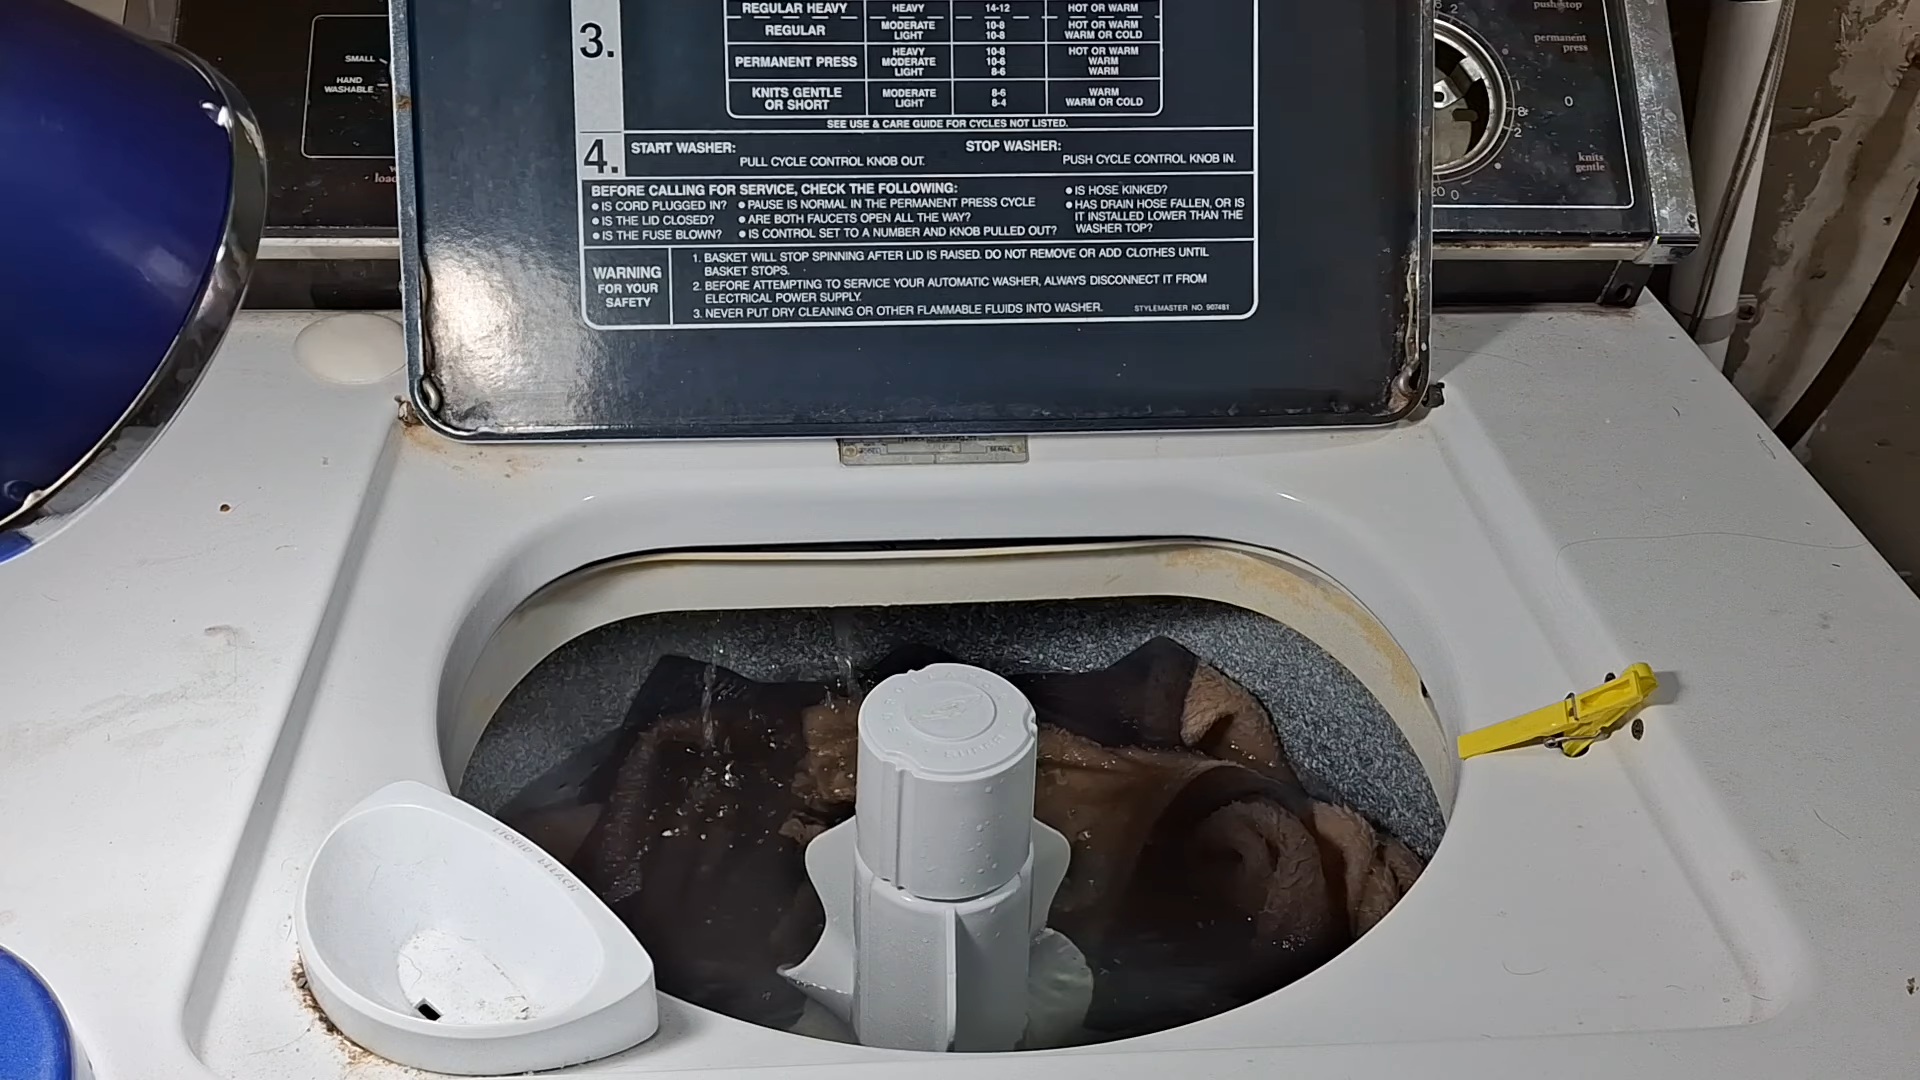 SMALL
HAND
WASHABLE
3.
REGULAR HEAVY HEAVY 14-12 HOT OR WARM
REGULAR MODERATE 10-8 HOT OR WARM
LIGHT 10-8 WARM OR COLD
PERMANENT PRESS HEAVY 10-8 HOT OR WARM
MODERATE 10-6 WARM
LIGHT 8-6 WARM
KNITS GENTLE OR SHORT MODERATE 8-6 WARM
LIGHT 8-4 WARM OR COLD
SEE USE & CARE GUIDE FOR CYCLES NOT LISTED.
4. START WASHER: STOP WASHER:
PULL CYCLE CONTROL KNOB OUT. PUSH CYCLE CONTROL KNOB IN.
BEFORE CALLING FOR SERVICE, CHECK THE FOLLOWING:
• IS CORD PLUGGED IN?
• IS THE LID CLOSED?
• IS THE FUSE BLOWN?
• PAUSE IS NORMAL IN THE PERMANENT PRESS CYCLE
• ARE BOTH FAUCETS OPEN ALL THE WAY?
• IS CONTROL SET TO A NUMBER AND KNOB PULLED OUT?
• IS HOSE KINKED?
• HAS DRAIN HOSE FALLEN, OR IS
IT INSTALLED LOWER THAN THE
WASHER TOP?
WARNING
FOR YOUR
SAFETY
1. BASKET WILL STOP SPINNING AFTER LID IS RAISED. DO NOT REMOVE OR ADD CLOTHES UNTIL
BASKET STOPS.
2. BEFORE ATTEMPTING TO SERVICE YOUR AUTOMATIC WASHER, ALWAYS DISCONNECT IT FROM
ELECTRICAL POWER SUPPLY.
3. NEVER PUT DRY CLEANING OR OTHER FLAMMABLE FLUIDS INTO WASHER.
STYLEMASTER NO. 907481
push/stop
permanent
press
0
8
2
knits
gentle
20 0
MODEL
LIQUID BLEACH